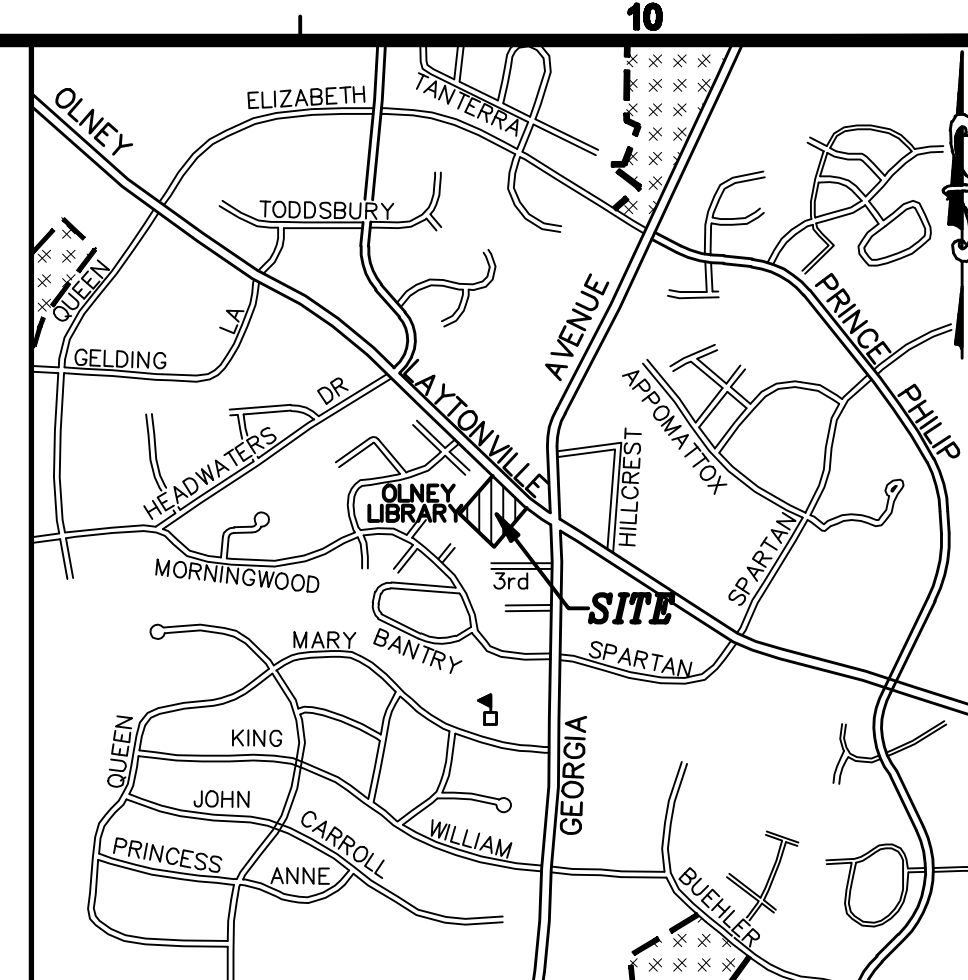 10
OLNEY
ELIZABETH
TANTERRA
TODDSBURY
QUEEN
LA
GELDING
AVENUE
PRINCE
PHILIP
DR
LAYTONVILLE
APPOMATTOX
HEADWATERS
OLNEY
LIBRARY
HILLCREST
MORNINGWOOD
3rd
SITE
SPARTAN
MARY
BANTRY
SPARTAN
QUEEN
KING
GEORGIA
JOHN
CARROLL
WILLIAM
PRINCESS
ANNE
BUEHLER